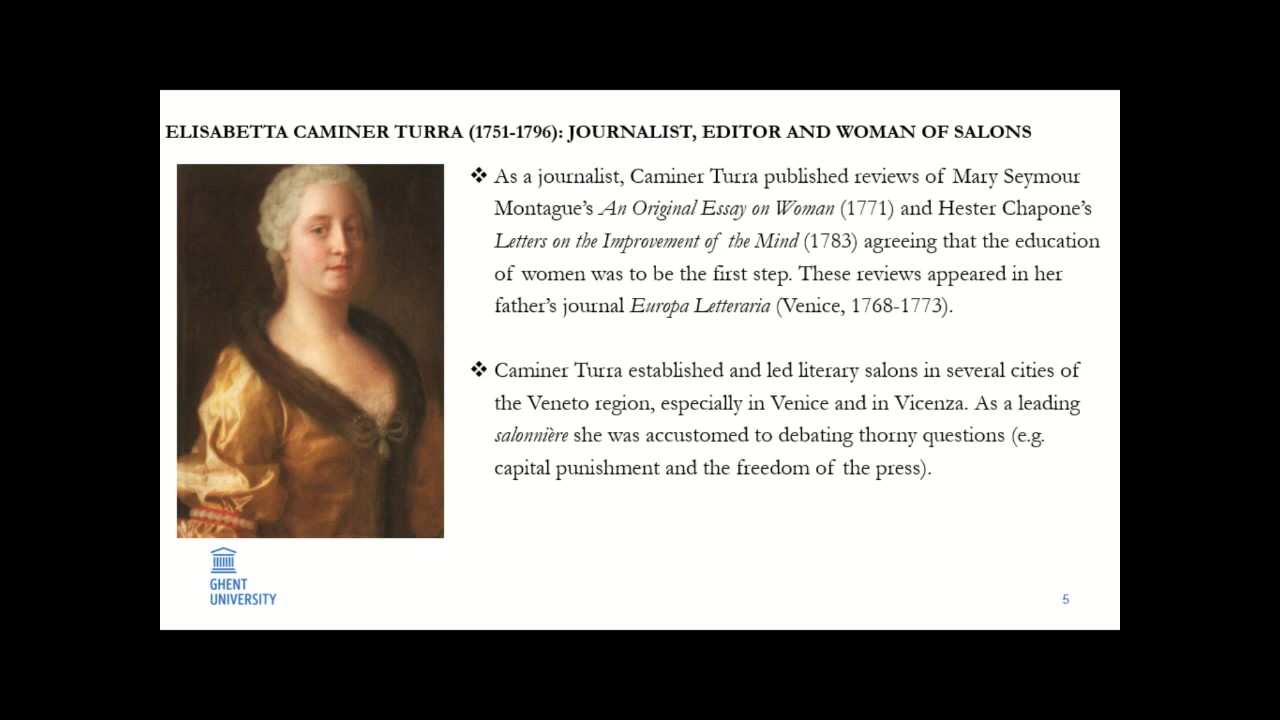 ELISABETTA CAMINER TURRA (1751-1796): JOURNALIST, EDITOR AND WOMAN OF SALONS
❖ As a journalist, Caminer Turra published reviews of Mary Seymour
Montague’s An Original Essay on Woman (1771) and Hester Chapone’s
Letters on the Improvement of the Mind (1783) agreeing that the education
of women was to be the first step. These reviews appeared in her
father’s journal Europa Letteraria (Venice, 1768-1773).
❖ Caminer Turra established and led literary salons in several cities of
the Veneto region, especially in Venice and in Vicenza. As a leading
salonnière she was accustomed to debating thorny questions (e.g.
capital punishment and the freedom of the press).
GHENT
UNIVERSITY
5